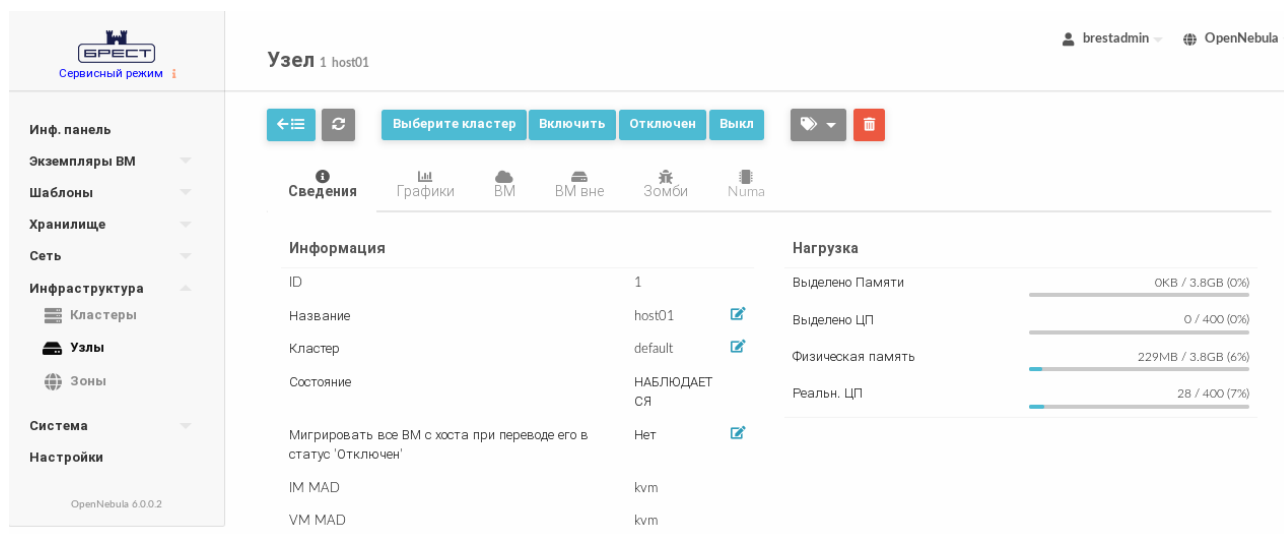 БРЕСТ
Сервисный режим
brestadmin
OpenNebula
Узел 1 host01
Выберите кластер Включить Отключен Выкл
Инф. панель
Экземпляры ВМ
Шаблоны
Хранилище
Сеть
Инфраструктура
Кластеры
Узлы
Зоны
Система
Настройки
OpenNebula 6.0.0.2
Сведения Графики ВМ ВМ вне Зомби Numa
Информация
ID 1
Название host01
Кластер default
Состояние НАБЛЮДАЕТ
СЯ
Мигрировать все ВМ с хоста при переводе его в Нет
статус 'Отключен'
IM MAD kvm
VM MAD kvm
Нагрузка
Выделено Памяти 0KB / 3.8GB (0%)
Выделено ЦП 0 / 400 (0%)
Физическая память 229MB / 3.8GB (6%)
Реальн. ЦП 28 / 400 (7%)